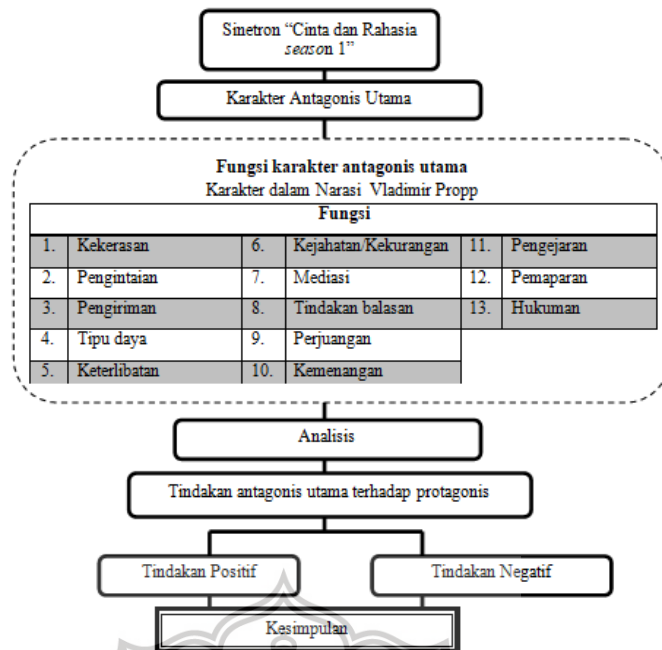 Sinetron “Cinta dan Rahasia
season 1”
Karakter Antagonis Utama
Fungsi karakter antagonis utama
Karakter dalam Narasi Vladimir Propp
Fungsi
1. Kekerasan 6. Kejahatan/Kekurangan 11. Pengejaran
2. Pengintaian 7. Mediasi 12. Pemaparan
3. Pengiriman 8. Tindakan balasan 13. Hukuman
4. Tipu daya 9. Perjuangan
5. Keterlibatan 10. Kemenangan
Analisis
Tindakan antagonis utama terhadap protagonis
Tindakan Positif Tindakan Negatif
Kesimpulan